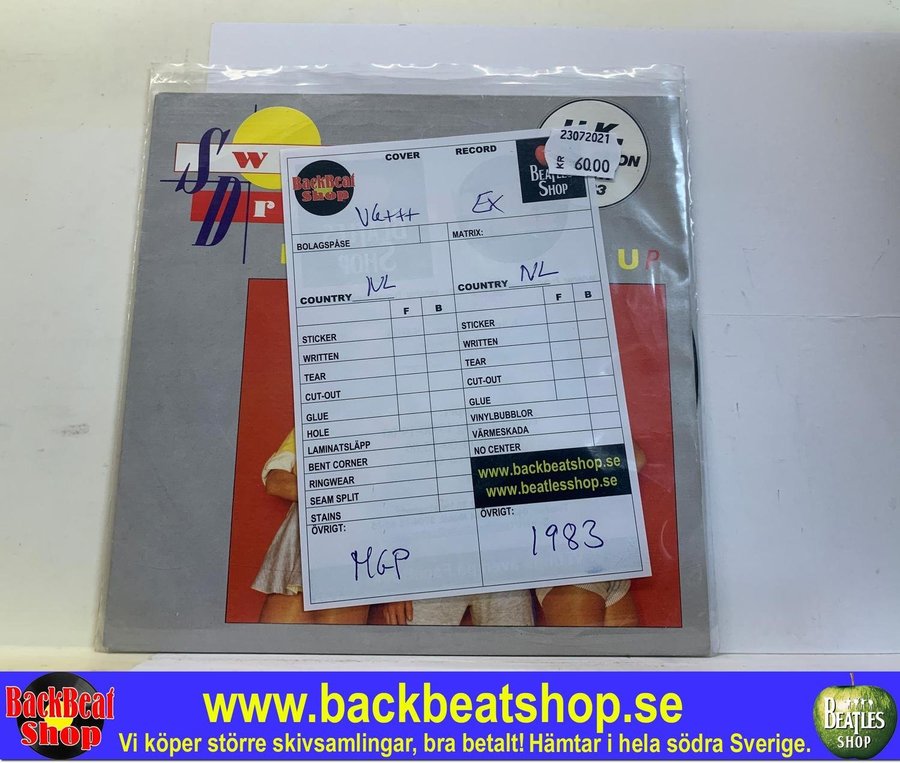 Sw
Dr
UP
U.K.
23072021
KR 60.00
COVER RECORD
BackBeat Shop
BEATLES SHOP
VG+++ EX
BOLAGSPÅSE MATRIX:
COUNTRY NL COUNTRY NL
F B F B
STICKER STICKER
WRITTEN WRITTEN
TEAR TEAR
CUT-OUT CUT-OUT
GLUE GLUE
HOLE VINYLBUBBLOR
LAMINATSLÄPP VÄRMESKADA
BENT CORNER NO CENTER
RINGWEAR
SEAM SPLIT
STAINS
www.backbeatshop.se
www.beatlesshop.se
ÖVRIGT: ÖVRIGT:
MGP 1983
BackBeat Shop
www.backbeatshop.se
Vi köper större skivsamlingar, bra betalt! Hämtar i hela södra Sverige.
BEATLES SHOP